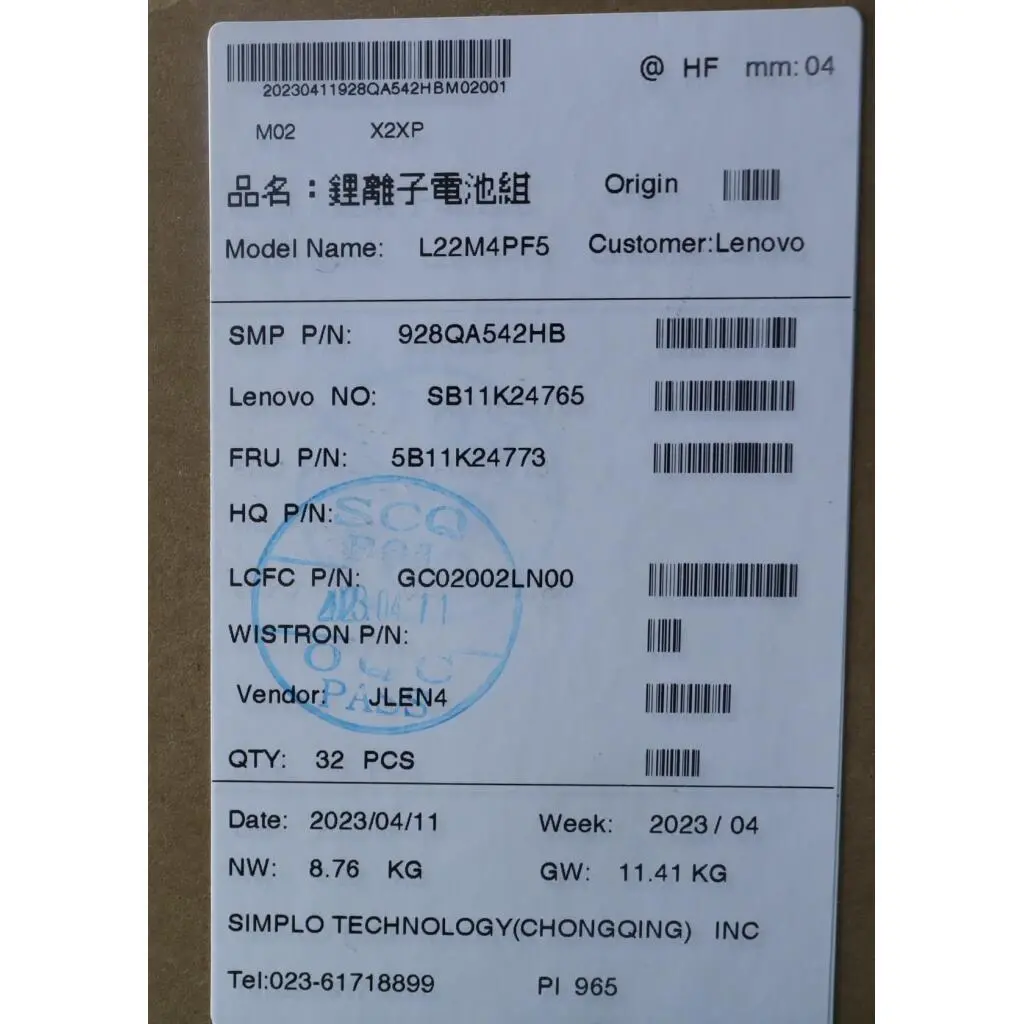 20230411928QA542HBM02001
@ HF mm:04
M02 X2XP
品名：鋰離子電池組 Origin
Model Name: L22M4PF5 Customer:Lenovo
SMP P/N: 928QA542HB
Lenovo NO: SB11K24765
FRU P/N: 5B11K24773
SCQ
HQ P/N:
LCFC P/N: GC02002LN00
WISTRON P/N:
Vendor: JLEN4
PASS
QTY: 32 PCS
Date: 2023/04/11 Week: 2023 / 04
NW: 8.76 KG GW: 11.41 KG
SIMPLO TECHNOLOGY(CHONGQING) INC
Tel:023-61718899 PI 965